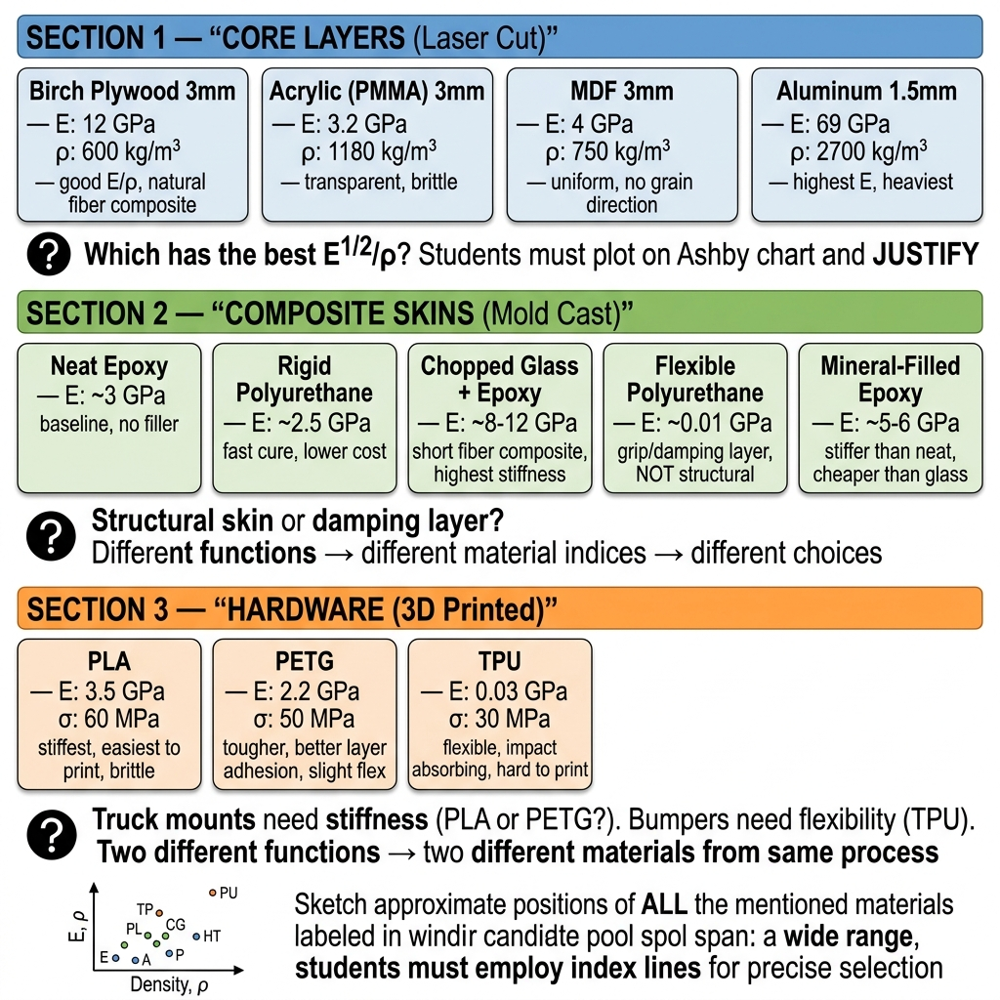 SECTION 1 — “CORE LAYERS (Laser Cut)”
Birch Plywood 3mm
— E: 12 GPa
ρ: 600 kg/m³
— good E/ρ, natural
fiber composite
Acrylic (PMMA) 3mm
— E: 3.2 GPa
ρ: 1180 kg/m³
— transparent, brittle
MDF 3mm
— E: 4 GPa
ρ: 750 kg/m³
— uniform, no grain
direction
Aluminum 1.5mm
— E: 69 GPa
ρ: 2700 kg/m³
— highest E, heaviest
? Which has the best E^1/2/ρ? Students must plot on Ashby chart and JUSTIFY
SECTION 2 — “COMPOSITE SKINS (Mold Cast)”
Neat Epoxy
— E: ~3 GPa
baseline, no filler
Rigid
Polyurethane
— E: ~2.5 GPa
fast cure, lower cost
Chopped Glass
+ Epoxy
— E: ~8-12 GPa
short fiber composite,
highest stiffness
Flexible
Polyurethane
— E: ~0.01 GPa
grip/damping layer,
NOT structural
Mineral-Filled
Epoxy
— E: ~5-6 GPa
stiffer than neat,
cheaper than glass
? Structural skin or damping layer?
Different functions → different material indices → different choices
SECTION 3 — “HARDWARE (3D Printed)”
PLA
— E: 3.5 GPa
σ: 60 MPa
stiffest, easiest to
print, brittle
PETG
— E: 2.2 GPa
σ: 50 MPa
tougher, better layer
adhesion, slight flex
TPU
— E: 0.03 GPa
σ: 30 MPa
flexible, impact
absorbing, hard to print
? Truck mounts need stiffness (PLA or PETG?). Bumpers need flexibility (TPU).
Two different functions → two different materials from same process
E, ρ
PU
TP
PL
CG
HT
E
A
P
Density, ρ
Sketch approximate positions of ALL the mentioned materials
labeled in windir candidate pool spol span: a wide range,
students must employ index lines for precise selection